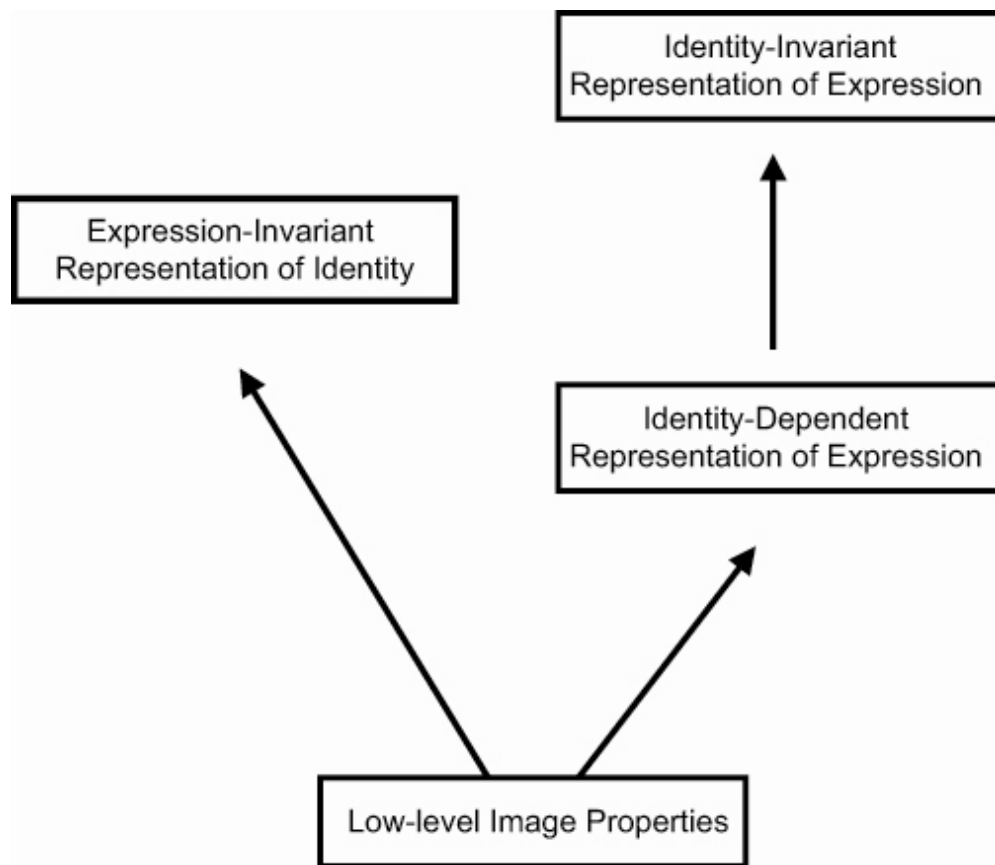 Identity-Invariant
Representation of Expression
Expression-Invariant
Representation of Identity
Identity-Dependent
Representation of Expression
Low-level Image Properties